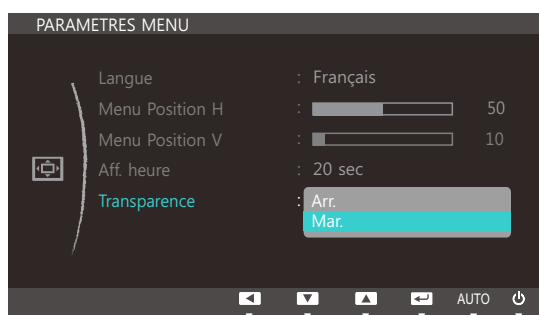 PARAMETRES MENU
Langue : Français
Menu Position H : 50
Menu Position V : 10
Aff. heure : 20 sec
Transparence : Arr.
Mar.
AUTO